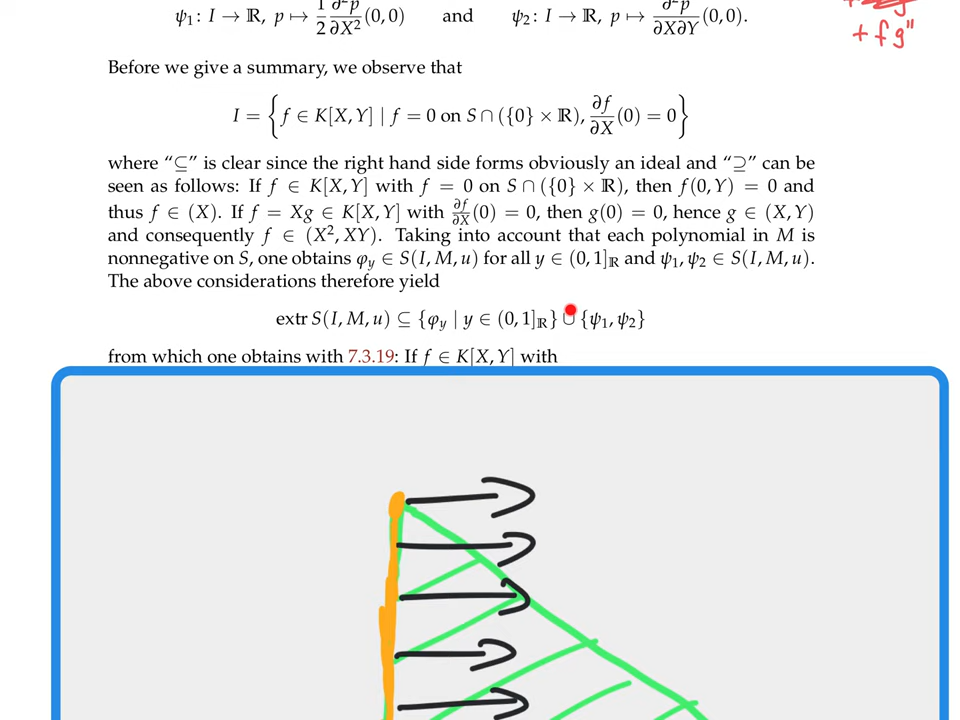 ψ₁ : I → ℝ, p ↦ 1/2 ∂²p/∂X² (0, 0) and ψ₂ : I → ℝ, p ↦ ∂²p/∂X∂Y (0, 0).
+ f g''
Before we give a summary, we observe that
I = { f ∈ K[X, Y] | f = 0 on S ∩ ({0} × ℝ), ∂f/∂X (0) = 0 }
where “⊆” is clear since the right hand side forms obviously an ideal and “⊇” can be
seen as follows: If f ∈ K[X, Y] with f = 0 on S ∩ ({0} × ℝ), then f(0, Y) = 0 and
thus f ∈ (X). If f = Xg ∈ K[X, Y] with ∂f/∂X (0) = 0, then g(0) = 0, hence g ∈ (X, Y)
and consequently f ∈ (X², XY). Taking into account that each polynomial in M is
nonnegative on S, one obtains φ_y ∈ S(I, M, u) for all y ∈ (0, 1]_ℝ and ψ₁, ψ₂ ∈ S(I, M, u).
The above considerations therefore yield
extr S(I, M, u) ⊆ {φ_y | y ∈ (0, 1]_ℝ} ∪ {ψ₁, ψ₂}
from which one obtains with 7.3.19: If f ∈ K[X, Y] with